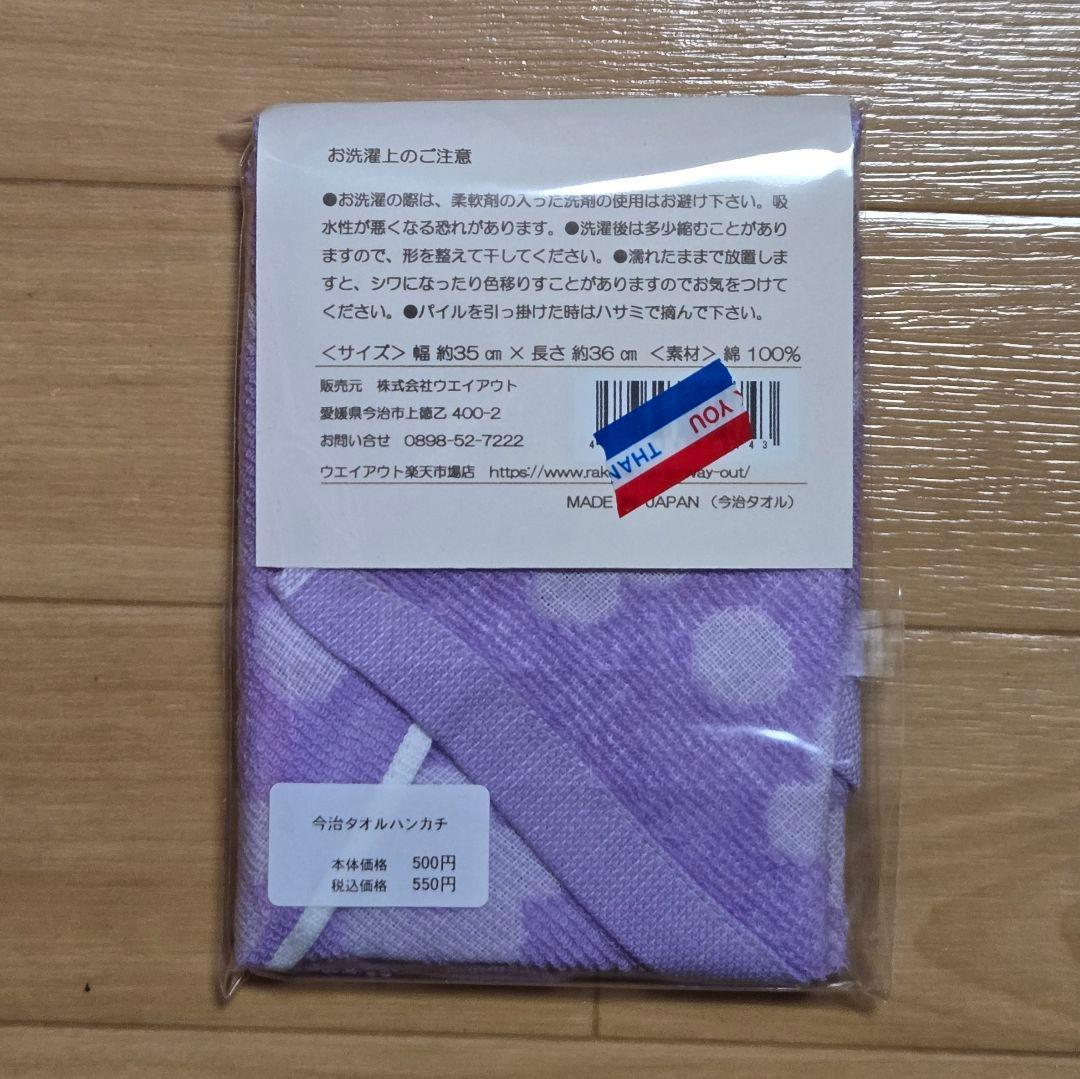 お洗濯上のご注意
●お洗濯の際は、柔軟剤の入った洗剤の使用はお避け下さい。吸
水性が悪くなる恐れがあります。●洗濯後は多少縮むことがあり
ますので、形を整えて干してください。●濡れたままで放置しま
すと、シワになったり色移りすことがありますのでお気をつけて
ください。●パイルを引っ掛けた時はハサミで摘んで下さい。
＜サイズ＞幅 約35㎝×長さ 約36㎝ ＜素材＞綿 100%
販売元 株式会社ウエイアウト
愛媛県今治市上徳乙 400-2
お問い合せ 0898-52-7222
ウエイアウト楽天市場店 https://www.rak way-out/
YOU
THAN
MADE JAPAN（今治タオル）
今治タオルハンカチ
本体価格 500円
税込価格 550円